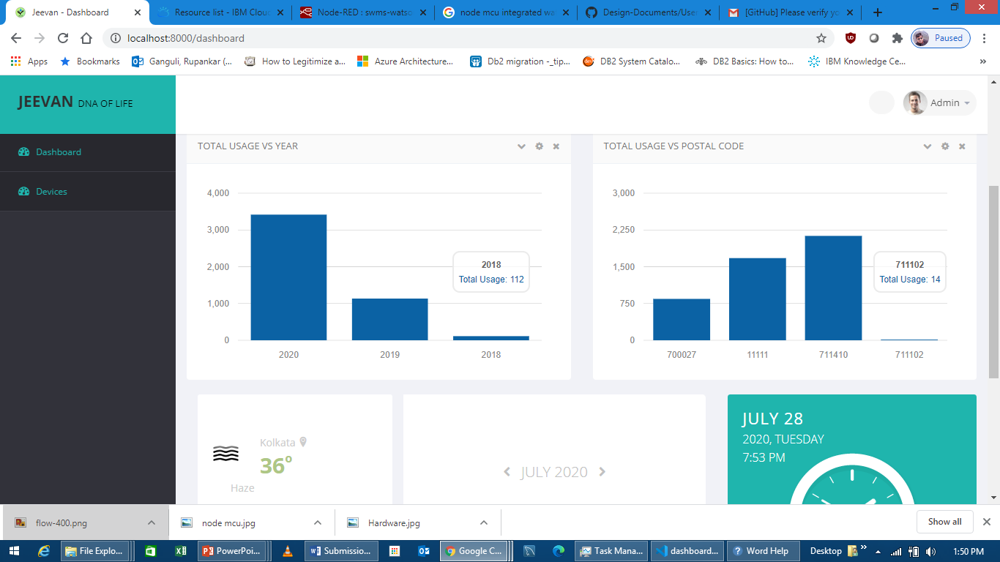 Jeevan - Dashboard
Resource list - IBM Cloud
Node-RED : swms-watso
node mcu integrated wa
Design-Documents/User
[GitHub] Please verify yo
localhost:8000/dashboard
Paused
Apps
Bookmarks
Ganguli, Rupankar (...
How to Legitimize a...
Azure Architecture...
Db2 migration -_tip...
DB2 System Catalo...
DB2 Basics: How to...
IBM Knowledge Ce...
»
JEEVAN DNA OF LIFE
Admin
Dashboard
Devices
TOTAL USAGE VS YEAR
4,000
3,000
2,000
1,000
0
2020
2019
2018
2018
Total Usage: 112
TOTAL USAGE VS POSTAL CODE
3,000
2,250
1,500
750
0
700027
11111
711410
711102
711102
Total Usage: 14
Kolkata
36°
Haze
JULY 2020
JULY 28
2020, TUESDAY
7:53 PM
flow-400.png
node mcu.jpg
Hardware.jpg
Show all
File Explo...
PowerPoi...
Submissio...
Google C...
Task Mana...
dashboard...
Word Help
Desktop
»
1:50 PM